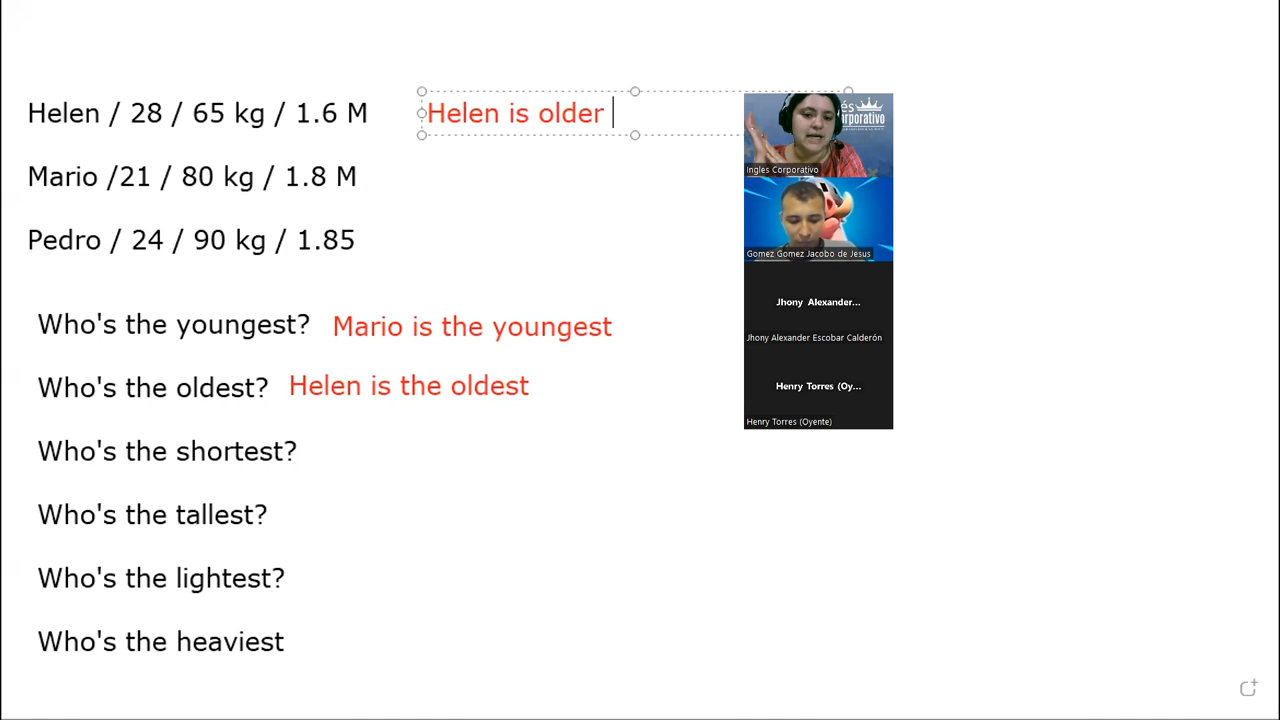 Helen / 28 / 65 kg / 1.6 M
Helen is older
Mario /21 / 80 kg / 1.8 M
Pedro / 24 / 90 kg / 1.85
Who's the youngest?
Mario is the youngest
Who's the oldest?
Helen is the oldest
Who's the shortest?
Who's the tallest?
Who's the lightest?
Who's the heaviest
Ingles Corporativo
Gomez Gomez Jacobo de Jesus
Jhony Alexander...
Jhony Alexander Escobar Calderón
Henry Torres (Oy...
Henry Torres (Oyente)